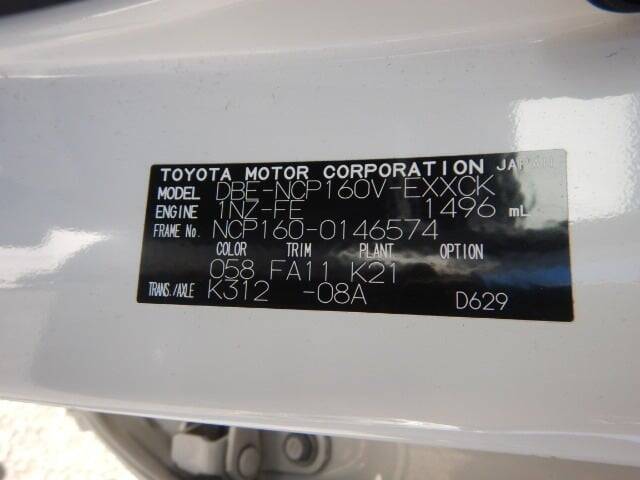 TOYOTA MOTOR CORPORATION JAPAN
MODEL DBE-NCP160V-EXXCK
ENGINE 1NZ-FE 1496 mL
FRAME No. NCP160-0146574
COLOR TRIM PLANT OPTION
058 FA11 K21
TRANS./AXLE K312 -08A D629